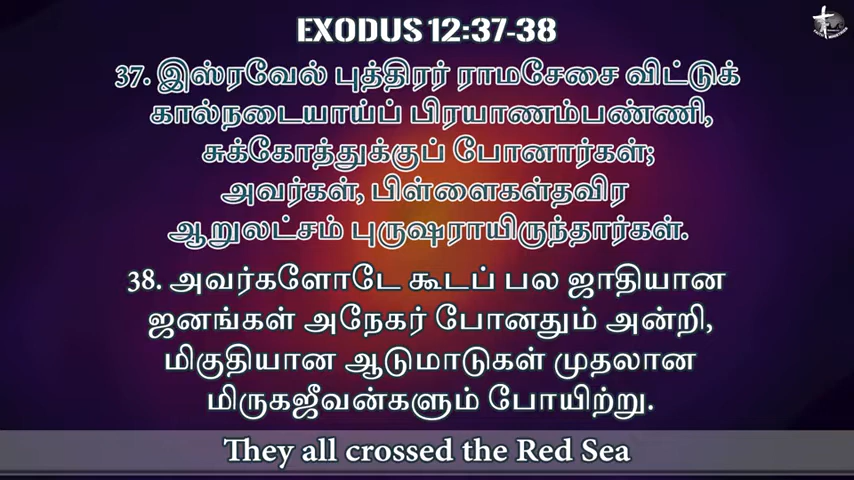 EXODUS 12:37-38
37. இஸ்ரவேல் புத்திரர் ராமசேசை விட்டுக்
கால்நடையாய்ப் பிரயாணம்பண்ணி,
சுக்கோத்துக்குப் போனார்கள்;
அவர்கள், பிள்ளைகள்தவிர
ஆறுலட்சம் புருஷராயிருந்தார்கள்.
38. அவர்களோடே கூடப் பல ஜாதியான
ஜனங்கள் அநேகர் போனதும் அன்றி,
மிகுதியான ஆடுமாடுகள் முதலான
மிருகஜீவன்களும் போயிற்று.
They all crossed the Red Sea